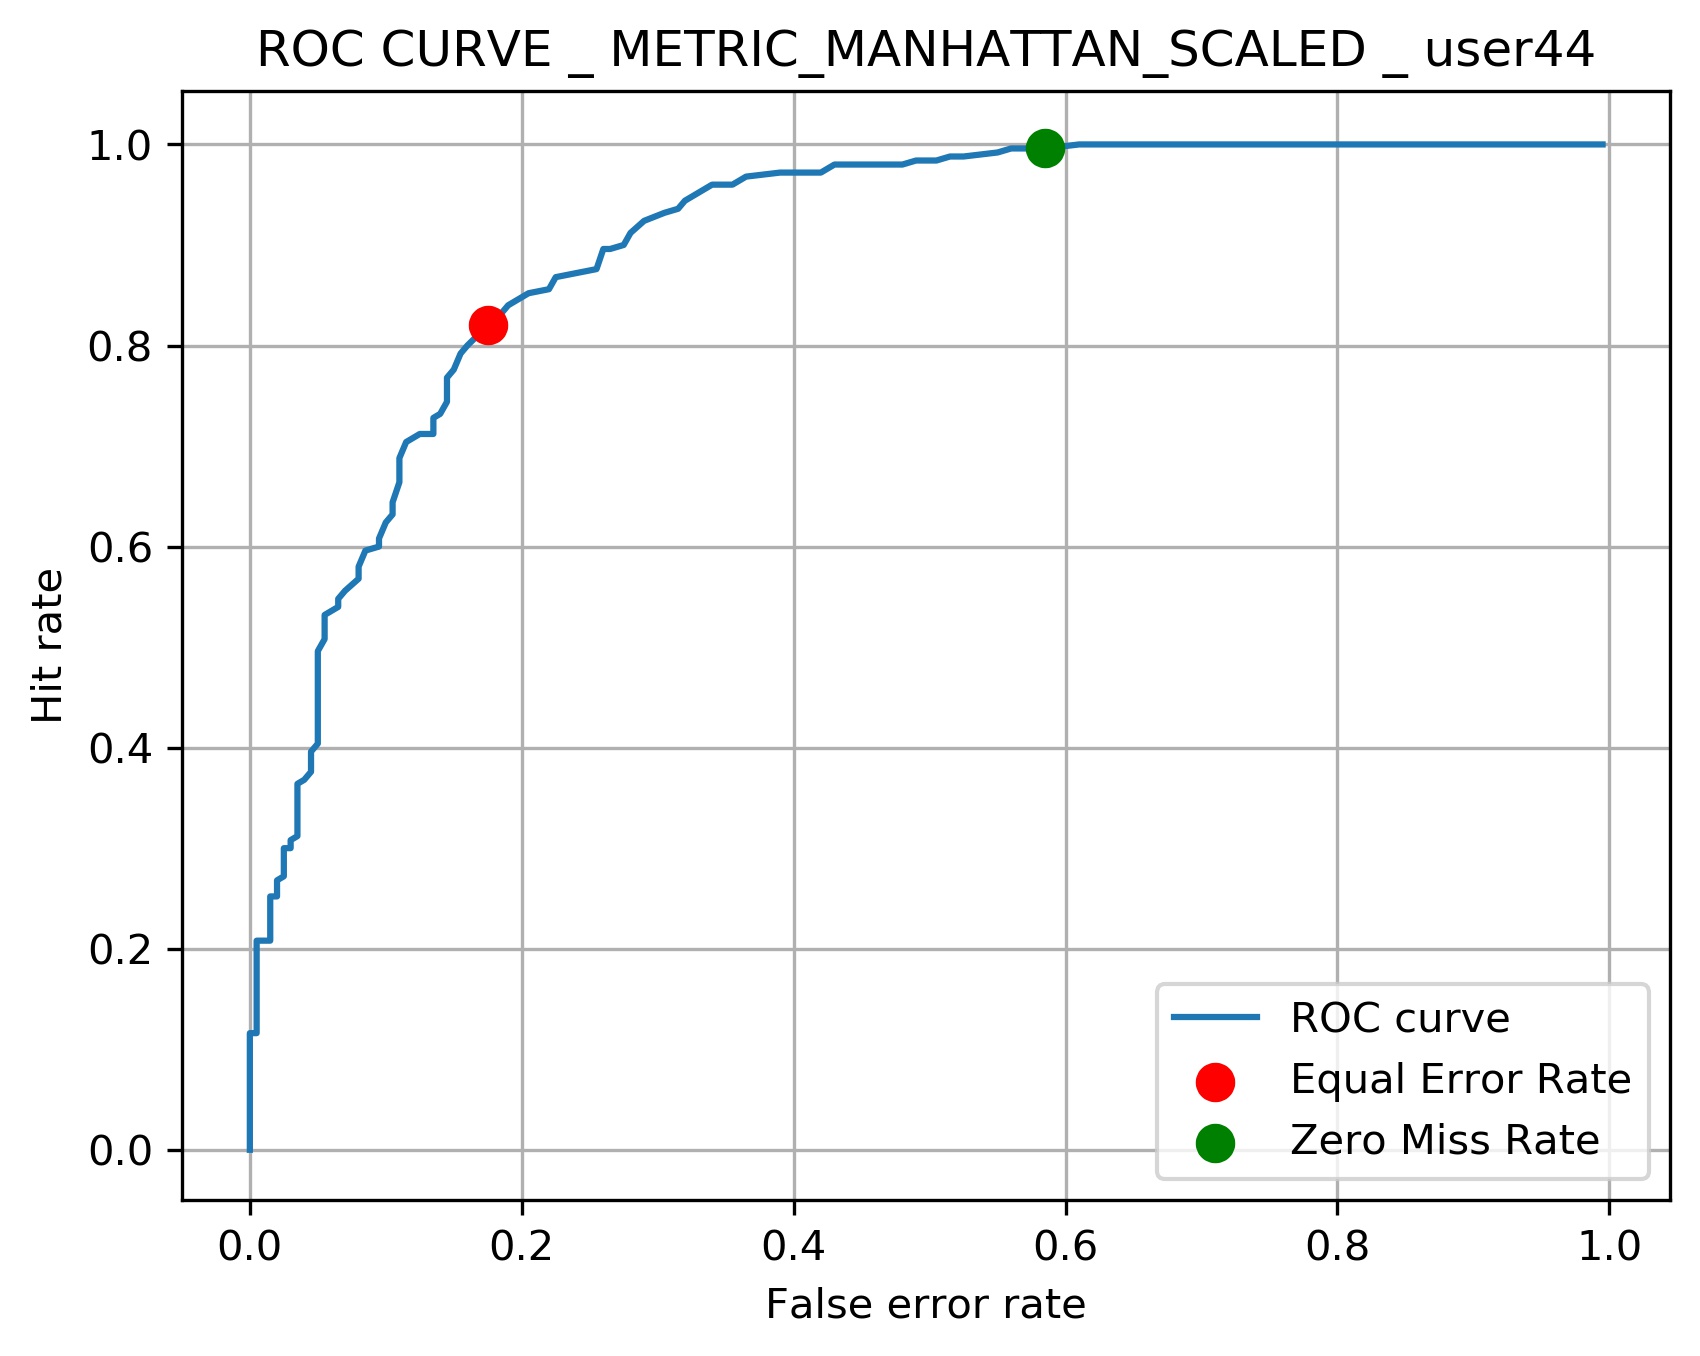 ROC CURVE _ METRIC_MANHATTAN_SCALED _ user44
1.0
0.8
0.6
0.4
0.2
0.0
Hit rate
ROC curve
Equal Error Rate
Zero Miss Rate
0.0 0.2 0.4 0.6 0.8 1.0
False error rate